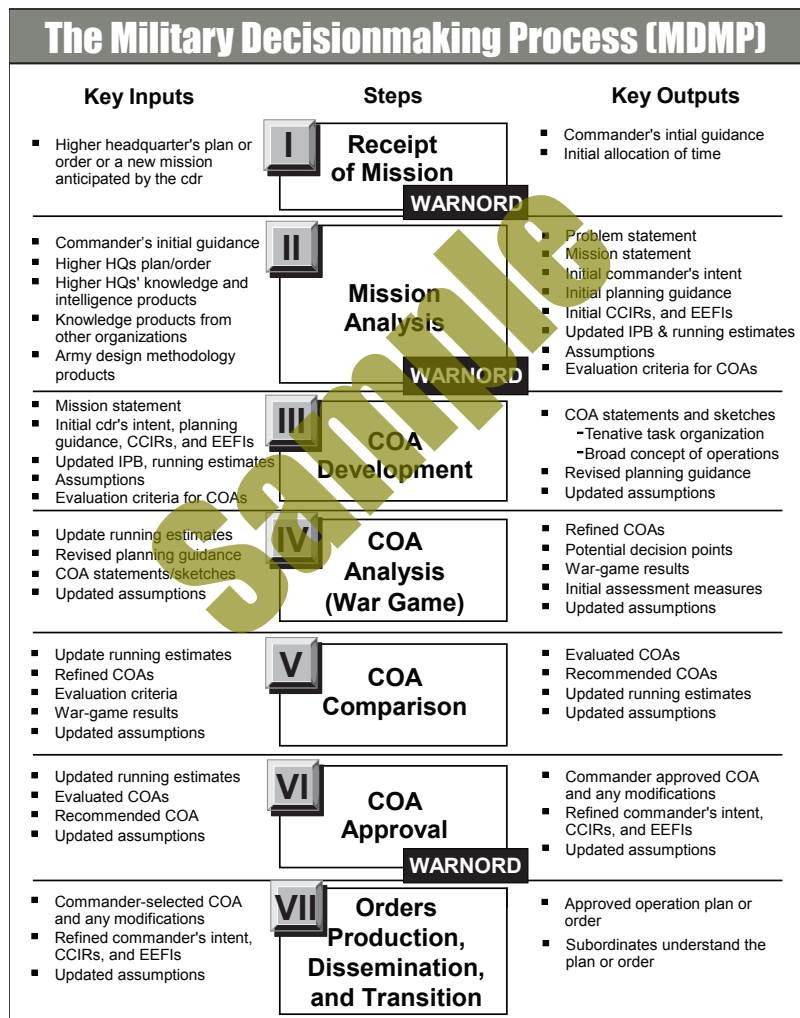 The Military Decisionmaking Process (MDMP)
Key Inputs
Steps
Key Outputs
▪ Higher headquarter's plan or
order or a new mission
anticipated by the cdr
I
Receipt
of Mission
WARNORD
▪ Commander's intial guidance
▪ Initial allocation of time
▪ Commander's initial guidance
▪ Higher HQs plan/order
▪ Higher HQs' knowledge and
intelligence products
▪ Knowledge products from
other organizations
▪ Army design methodology
products
II
Mission
Analysis
WARNORD
▪ Problem statement
▪ Mission statement
▪ Initial commander's intent
▪ Initial planning guidance
▪ Initial CCIRs, and EEFIs
▪ Updated IPB & running estimates
▪ Assumptions
▪ Evaluation criteria for COAs
▪ Mission statement
▪ Initial cdr's intent, planning
guidance, CCIRs, and EEFIs
▪ Updated IPB, running estimates
▪ Assumptions
▪ Evaluation criteria for COAs
III
COA
Development
▪ COA statements and sketches
-Tenative task organization
-Broad concept of operations
▪ Revised planning guidance
▪ Updated assumptions
▪ Update running estimates
▪ Revised planning guidance
▪ COA statements/sketches
▪ Updated assumptions
IV
COA
Analysis
(War Game)
▪ Refined COAs
▪ Potential decision points
▪ War-game results
▪ Initial assessment measures
▪ Updated assumptions
▪ Update running estimates
▪ Refined COAs
▪ Evaluation criteria
▪ War-game results
▪ Updated assumptions
V
COA
Comparison
▪ Evaluated COAs
▪ Recommended COAs
▪ Updated running estimates
▪ Updated assumptions
▪ Updated running estimates
▪ Evaluated COAs
▪ Recommended COA
▪ Updated assumptions
VI
COA
Approval
WARNORD
▪ Commander approved COA
and any modifications
▪ Refined commander's intent,
CCIRs, and EEFIs
▪ Updated assumptions
▪ Commander-selected COA
and any modifications
▪ Refined commander's intent,
CCIRs, and EEFIs
▪ Updated assumptions
VII
Orders
Production,
Dissemination,
and Transition
▪ Approved operation plan or
order
▪ Subordinates understand the
plan or order
Sample